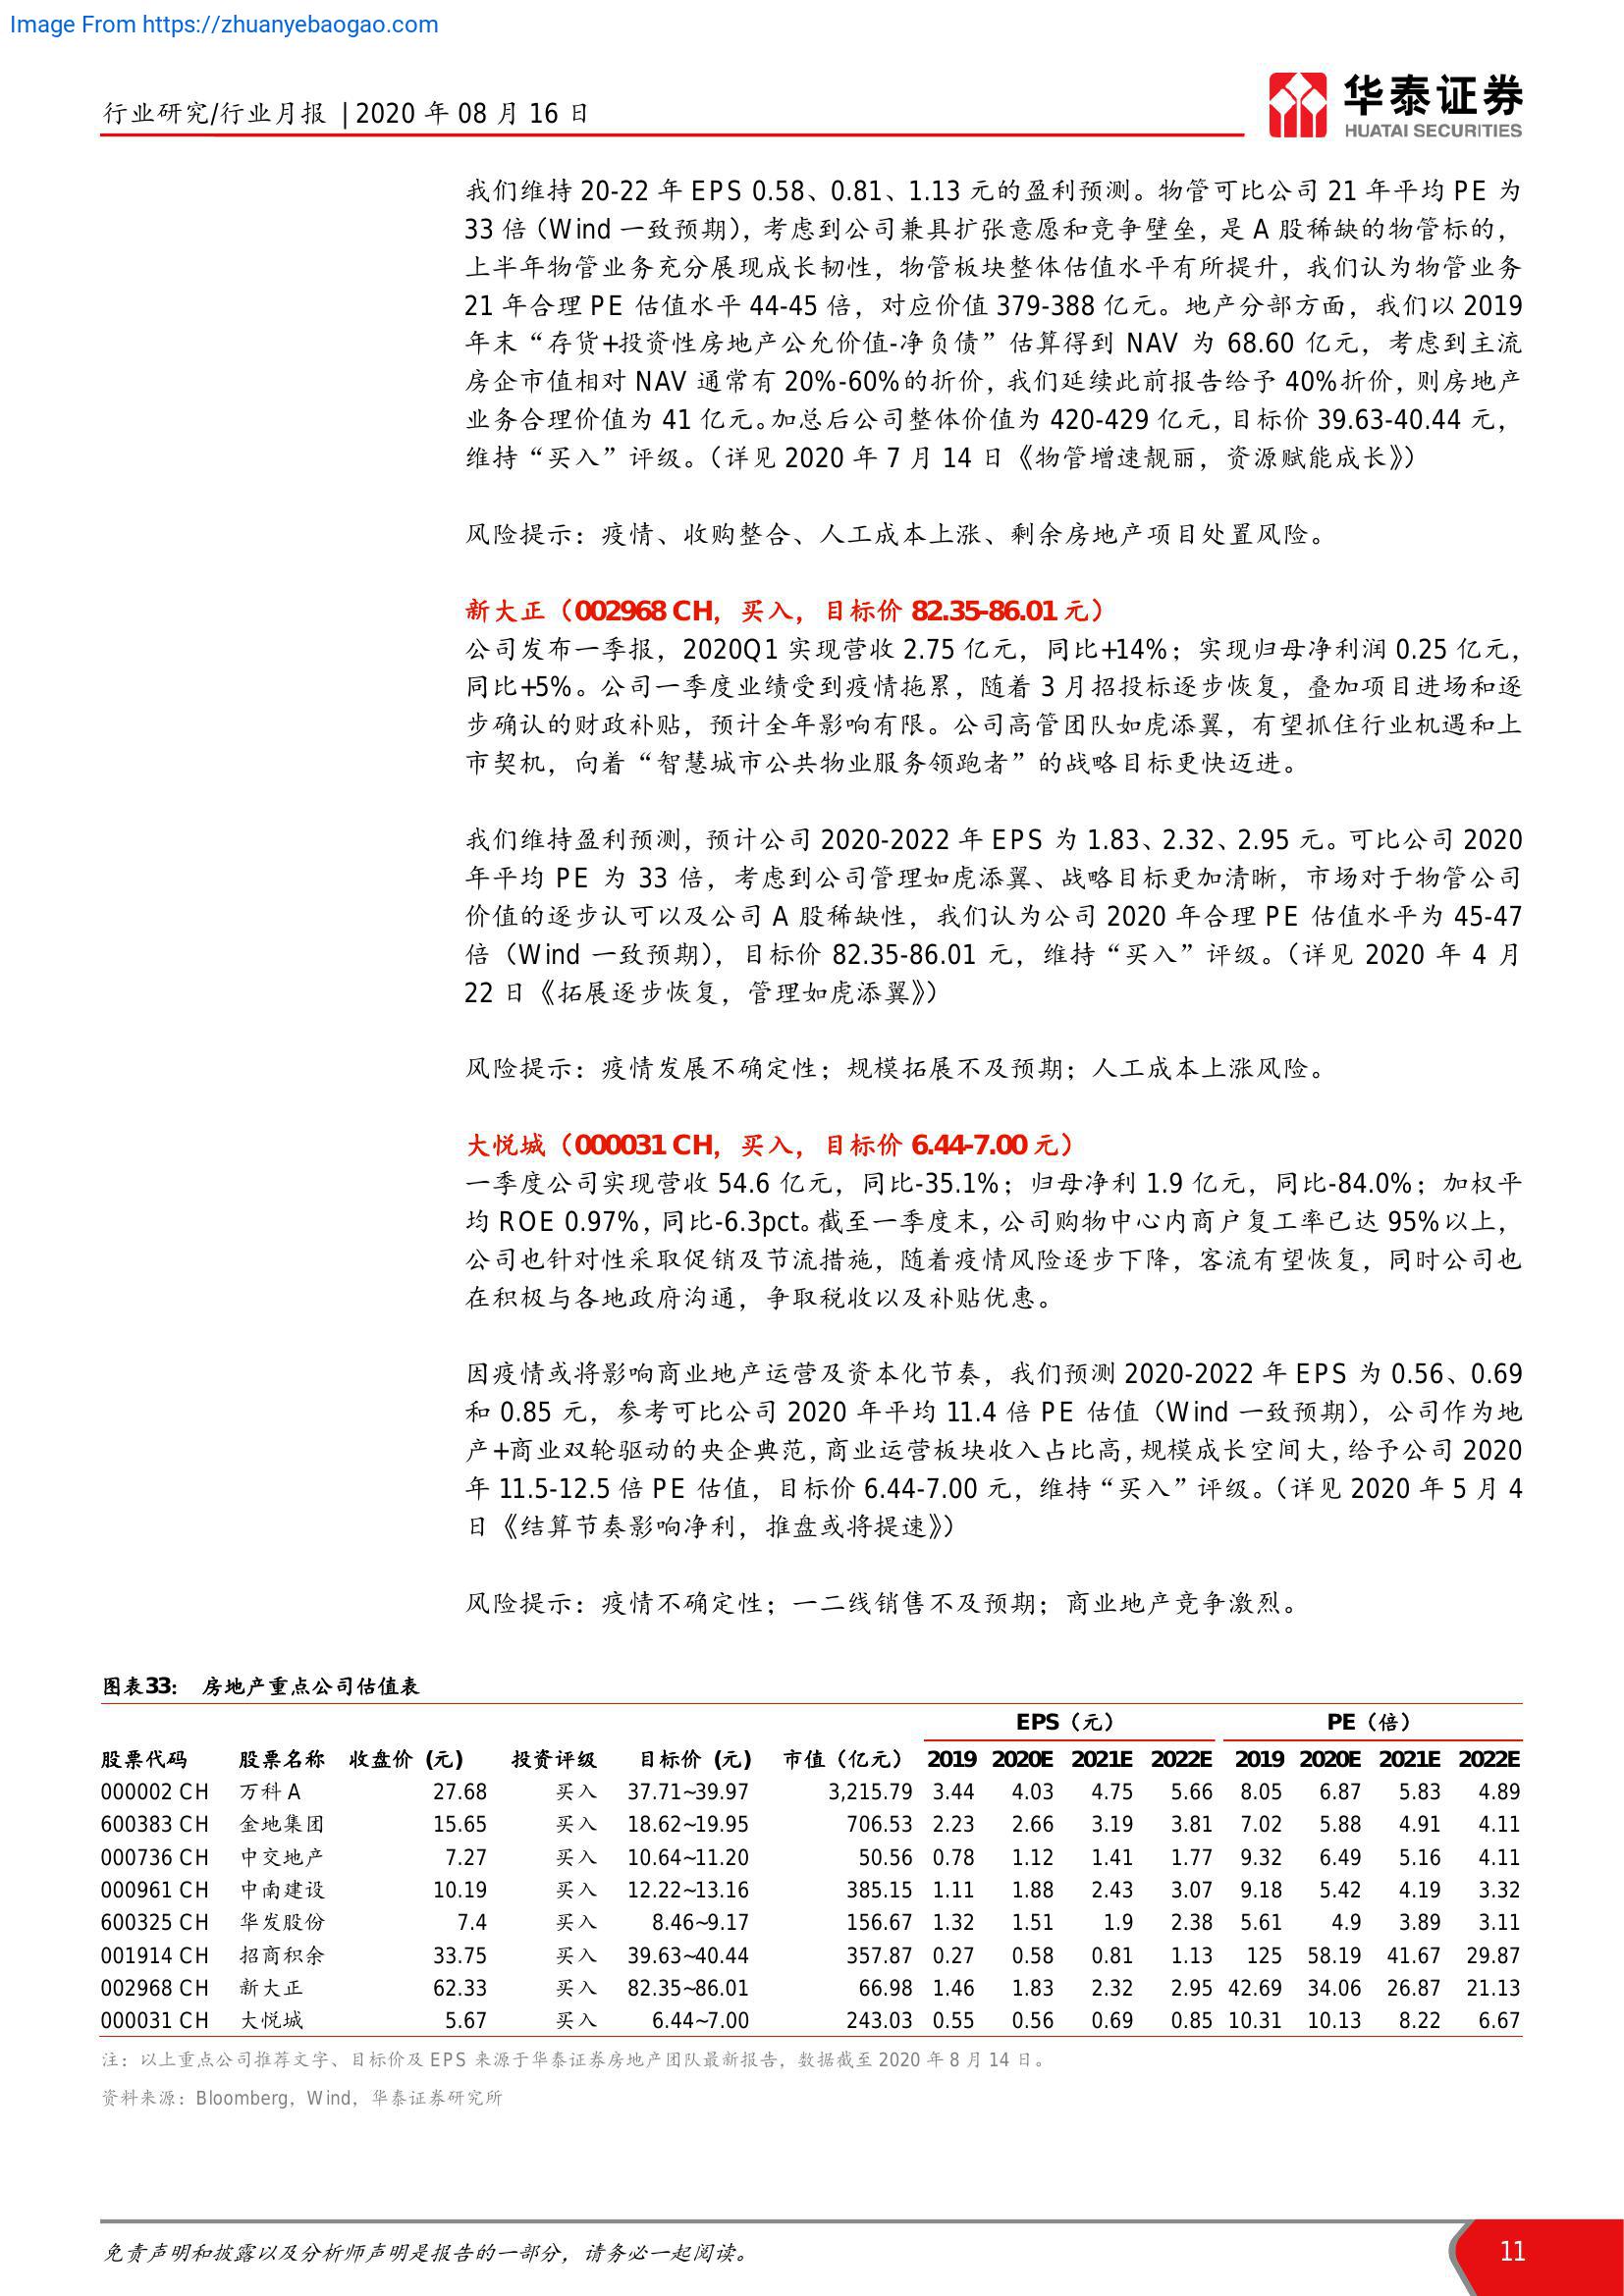 Image From https://zhuanyebaogao.com
行业研究/行业月报 | 2020 年 08 月 16 日
华泰证券
HUATAI SECURITIES
我们维持 20-22 年 EPS 0.58、0.81、1.13 元的盈利预测。物管可比公司 21 年平均 PE 为
33 倍（Wind 一致预期），考虑到公司兼具扩张意愿和竞争壁垒，是 A 股稀缺的物管标的，
上半年物管业务充分展现成长韧性，物管板块整体估值水平有所提升，我们认为物管业务
21 年合理 PE 估值水平 44-45 倍，对应价值 379-388 亿元。地产分部方面，我们以 2019
年末“存货+投资性房地产公允价值-净负债”估算得到 NAV 为 68.60 亿元，考虑到主流
房企市值相对 NAV 通常有 20%-60%的折价，我们延续此前报告给予 40%折价，则房地产
业务合理价值为 41 亿元。加总后公司整体价值为 420-429 亿元，目标价 39.63-40.44 元，
维持“买入”评级。（详见 2020 年 7 月 14 日《物管增速靓丽，资源赋能成长》）
风险提示：疫情、收购整合、人工成本上涨、剩余房地产项目处置风险。
新大正（002968 CH，买入，目标价 82.35-86.01 元）
公司发布一季报，2020Q1 实现营收 2.75 亿元，同比+14%；实现归母净利润 0.25 亿元，
同比+5%。公司一季度业绩受到疫情拖累，随着 3 月招投标逐步恢复，叠加项目进场和逐
步确认的财政补贴，预计全年影响有限。公司高管团队如虎添翼，有望抓住行业机遇和上
市契机，向着“智慧城市公共物业服务领跑者”的战略目标更快迈进。
我们维持盈利预测，预计公司 2020-2022 年 EPS 为 1.83、2.32、2.95 元。可比公司 2020
年平均 PE 为 33 倍，考虑到公司管理如虎添翼、战略目标更加清晰，市场对于物管公司
价值的逐步认可以及公司 A 股稀缺性，我们认为公司 2020 年合理 PE 估值水平为 45-47
倍（Wind 一致预期），目标价 82.35-86.01 元，维持“买入”评级。（详见 2020 年 4 月
22 日《拓展逐步恢复，管理如虎添翼》）
风险提示：疫情发展不确定性；规模拓展不及预期；人工成本上涨风险。
大悦城（000031 CH，买入，目标价 6.44-7.00 元）
一季度公司实现营收 54.6 亿元，同比-35.1%；归母净利 1.9 亿元，同比-84.0%；加权平
均 ROE 0.97%，同比-6.3pct。截至一季度末，公司购物中心内商户复工率已达 95%以上，
公司也针对性采取促销及节流措施，随着疫情风险逐步下降，客流有望恢复，同时公司也
在积极与各地政府沟通，争取税收以及补贴优惠。
因疫情或将影响商业地产运营及资本化节奏，我们预测 2020-2022 年 EPS 为 0.56、0.69
和 0.85 元，参考可比公司 2020 年平均 11.4 倍 PE 估值（Wind 一致预期），公司作为地
产+商业双轮驱动的央企典范，商业运营板块收入占比高，规模成长空间大，给予公司 2020
年 11.5-12.5 倍 PE 估值，目标价 6.44-7.00 元，维持“买入”评级。（详见 2020 年 5 月 4
日《结算节奏影响净利，推盘或将提速》）
风险提示：疫情不确定性；一二线销售不及预期；商业地产竞争激烈。
图表33： 房地产重点公司估值表
EPS（元） PE（倍）
股票代码 股票名称 收盘价 (元) 投资评级 目标价 (元) 市值（亿元） 2019 2020E 2021E 2022E 2019 2020E 2021E 2022E
000002 CH 万科 A 27.68 买入 37.71~39.97 3,215.79 3.44 4.03 4.75 5.66 8.05 6.87 5.83 4.89
600383 CH 金地集团 15.65 买入 18.62~19.95 706.53 2.23 2.66 3.19 3.81 7.02 5.88 4.91 4.11
000736 CH 中交地产 7.27 买入 10.64~11.20 50.56 0.78 1.12 1.41 1.77 9.32 6.49 5.16 4.11
000961 CH 中南建设 10.19 买入 12.22~13.16 385.15 1.11 1.88 2.43 3.07 9.18 5.42 4.19 3.32
600325 CH 华发股份 7.4 买入 8.46~9.17 156.67 1.32 1.51 1.9 2.38 5.61 4.9 3.89 3.11
001914 CH 招商积余 33.75 买入 39.63~40.44 357.87 0.27 0.58 0.81 1.13 125 58.19 41.67 29.87
002968 CH 新大正 62.33 买入 82.35~86.01 66.98 1.46 1.83 2.32 2.95 42.69 34.06 26.87 21.13
000031 CH 大悦城 5.67 买入 6.44~7.00 243.03 0.55 0.56 0.69 0.85 10.31 10.13 8.22 6.67
注：以上重点公司推荐文字、目标价及 EPS 来源于华泰证券房地产团队最新报告，数据截至 2020 年 8 月 14 日。
资料来源：Bloomberg，Wind，华泰证券研究所
免责声明和披露以及分析师声明是报告的一部分，请务必一起阅读。
11